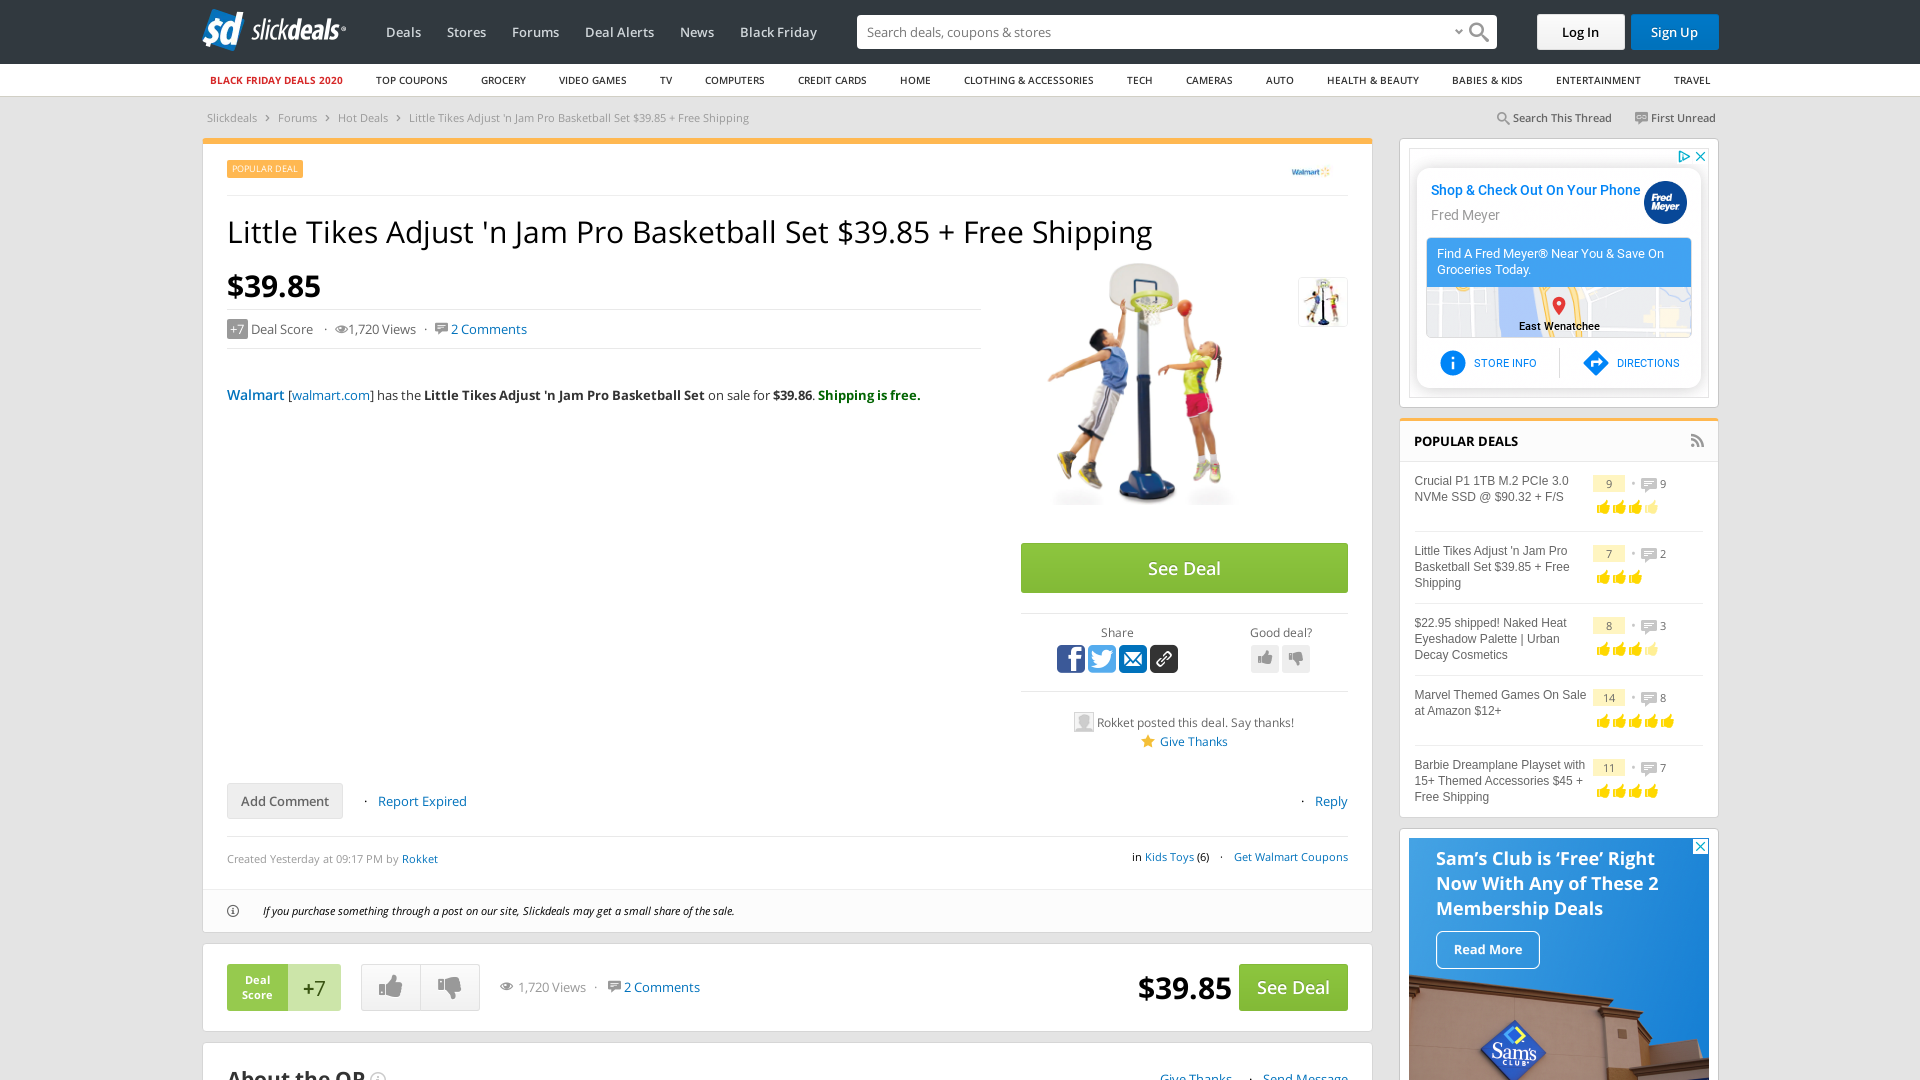 slickdeals
Deals
Stores
Forums
Deal Alerts
News
Black Friday
Search deals, coupons & shops
Log In
Sign Up
BLACK FRIDAY DEALS 2020
TOP COUPONS
GROCERY
VIDEO GAMES
TV
COMPUTERS
CREDIT CARDS
HOME
CLOTHING & ACCESSORIES
TECH
CAMERAS
AUTO
HEALTH & BEAUTY
BABIES & KIDS
ENTERTAINMENT
TRAVEL
Slickdeals > Forums > Hot Deals > Little Tikes Adjust 'n Jam Pro Basketball Set $39.85 + Free Shipping
Search This Thread
First Unread
POPULAR DEAL
Walmart
Little Tikes Adjust 'n Jam Pro Basketball Set $39.85 + Free Shipping
$39.85
+7 Deal Score · 1,720 Views · 2 Comments
Walmart [walmart.com] has the Little Tikes Adjust 'n Jam Pro Basketball Set on sale for $39.86. Shipping is free.
See Deal
Share
Good deal?
Rokket posted this deal. Say thanks!
Give Thanks
Add Comment
· Report Expired
· Reply
Created Yesterday at 09:17 PM by Rokket
in Kids Toys (6) · Get Walmart Coupons
If you purchase something through a post on our site, Slickdeals may get a small share of the sale.
Deal
Score
+7
1,720 Views · 2 Comments
$39.85
See Deal
About the OP
Give Thanks · Send Message
Shop & Check Out On Your Phone
Fred Meyer
Fred
Meyer
Find A Fred Meyer® Near You & Save On
Groceries Today.
East Wenatchee
STORE INFO
DIRECTIONS
POPULAR DEALS
Crucial P1 1TB M.2 PCIe 3.0
NVMe SSD @ $90.32 + F/S
9 • 9
Little Tikes Adjust 'n Jam Pro
Basketball Set $39.85 + Free
Shipping
7 • 2
$22.95 shipped! Naked Heat
Eyeshadow Palette | Urban
Decay Cosmetics
8 • 3
Marvel Themed Games On Sale
at Amazon $12+
14 • 8
Barbie Dreamplane Playset with
15+ Themed Accessories $45 +
Free Shipping
11 • 7
Sam's Club is 'Free' Right
Now With Any of These 2
Membership Deals
Read More
Sam's
CLUB